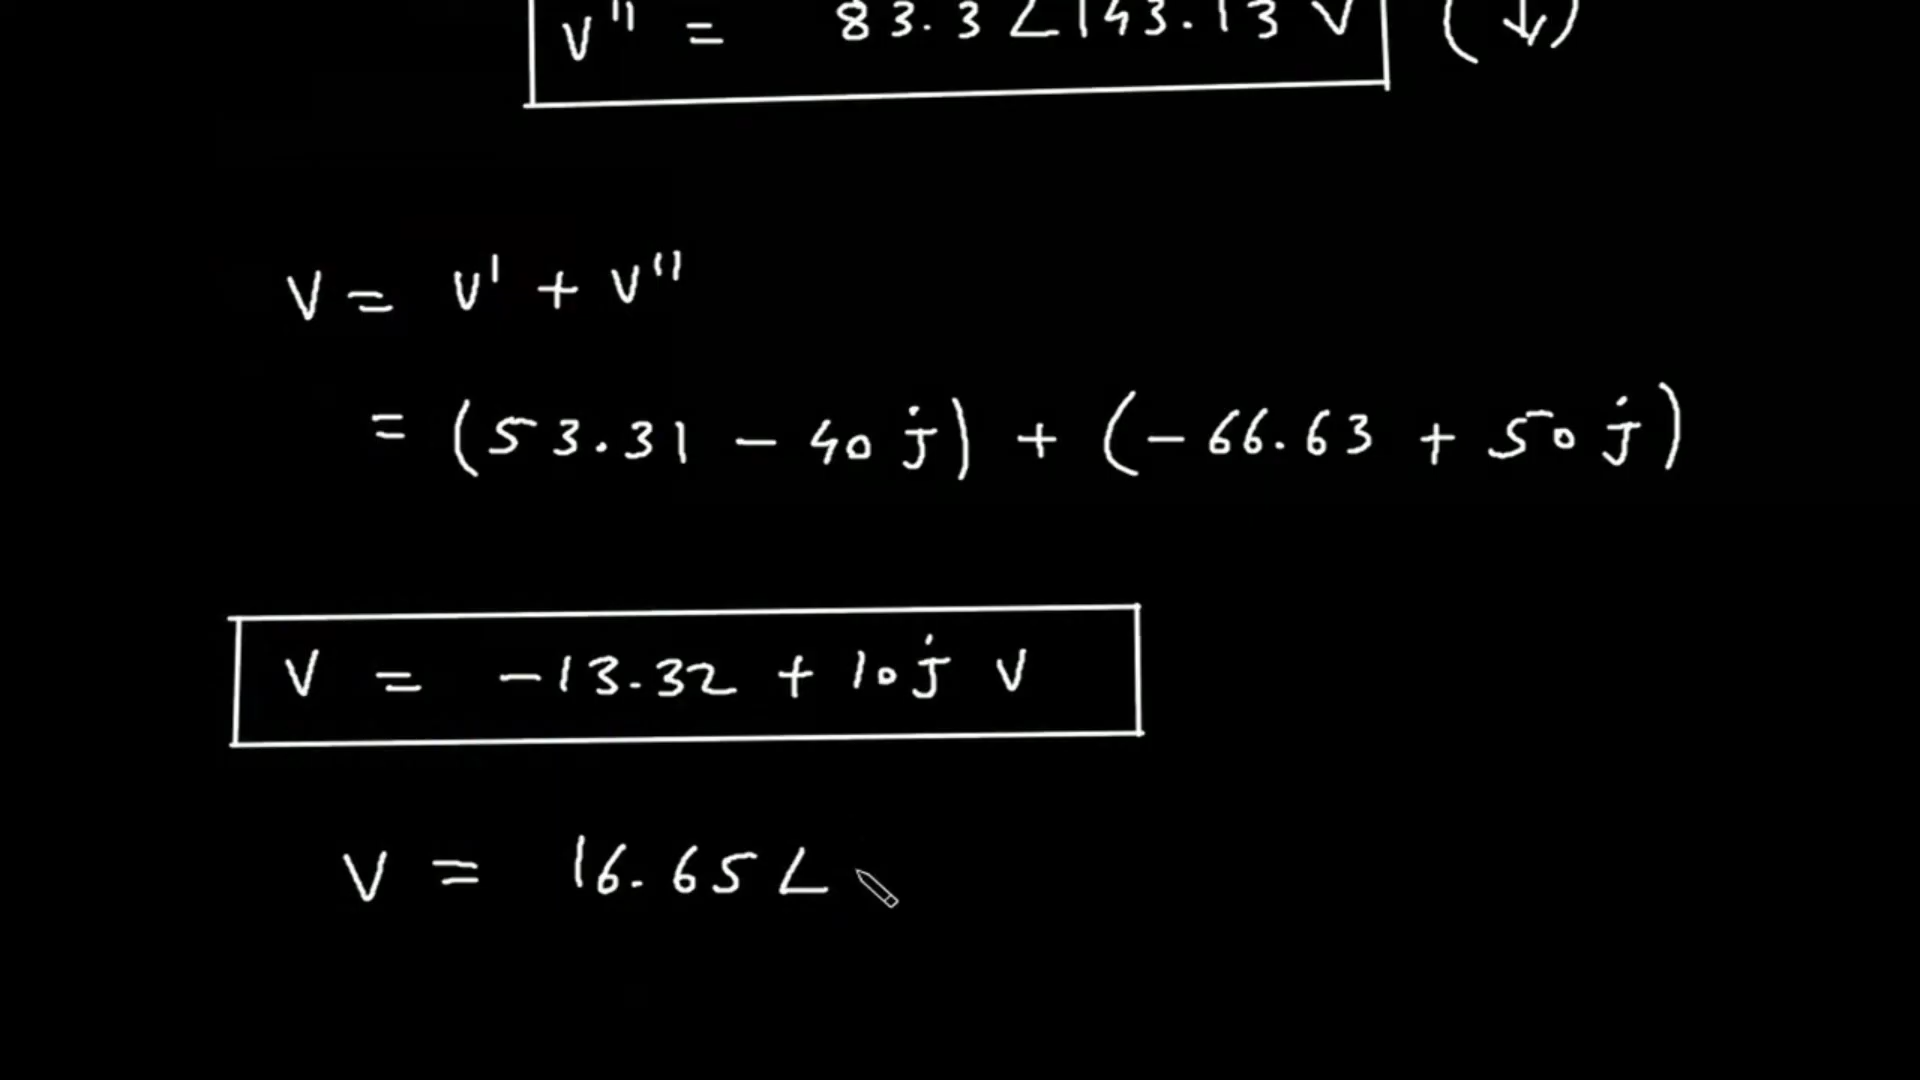 v" = 83.3∠143.13 V (↓)
V = v' + v"
= (53.31 - 40j) + (-66.63 + 50j)
V = -13.32 + 10j V
V = 16.65∠